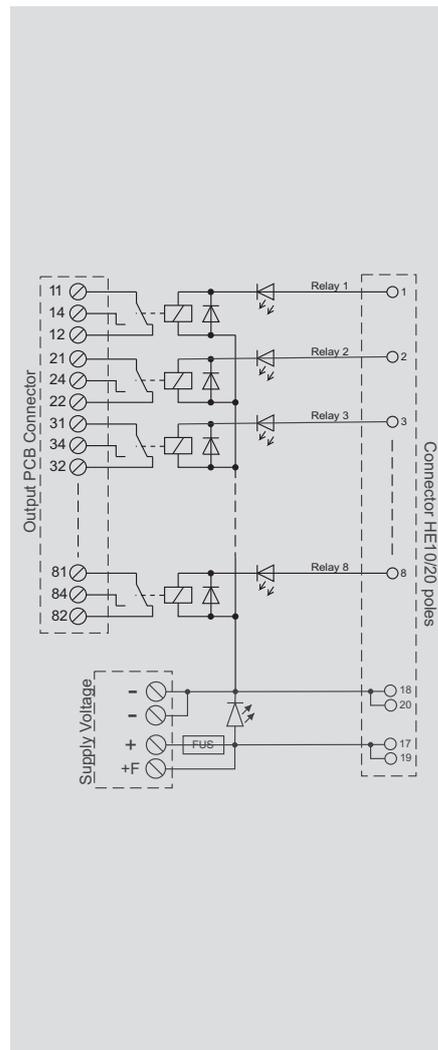 Output PCB Connector
11
14
12
21
24
22
31
34
32
81
84
82
Relay 1
Relay 2
Relay 3
Relay 8
1
2
3
8
Connector HE10/20 poles
Supply Voltage
-
-
+
+F
FUS
18
20
17
19